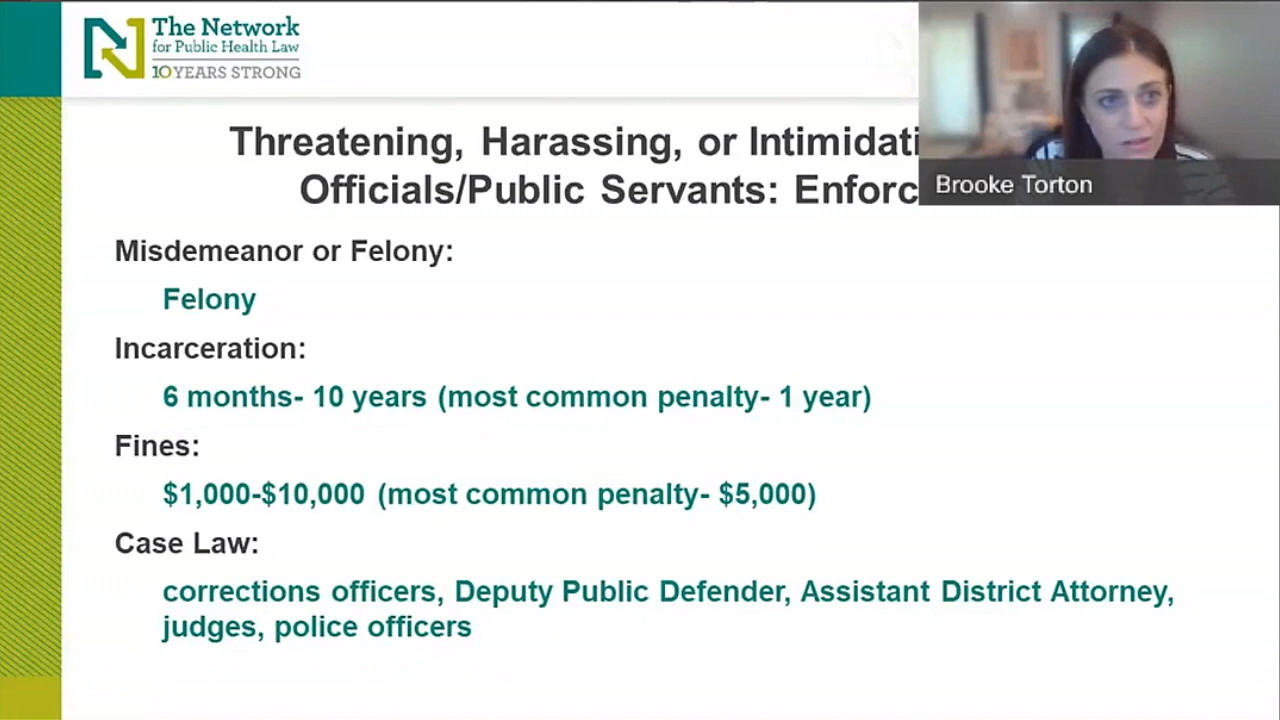 The Network
for Public Health Law
10 YEARS STRONG
Threatening, Harassing, or Intimidati
Officials/Public Servants: Enforc
Brooke Torton
Misdemeanor or Felony:
Felony
Incarceration:
6 months- 10 years (most common penalty- 1 year)
Fines:
$1,000-$10,000 (most common penalty- $5,000)
Case Law:
corrections officers, Deputy Public Defender, Assistant District Attorney,
judges, police officers